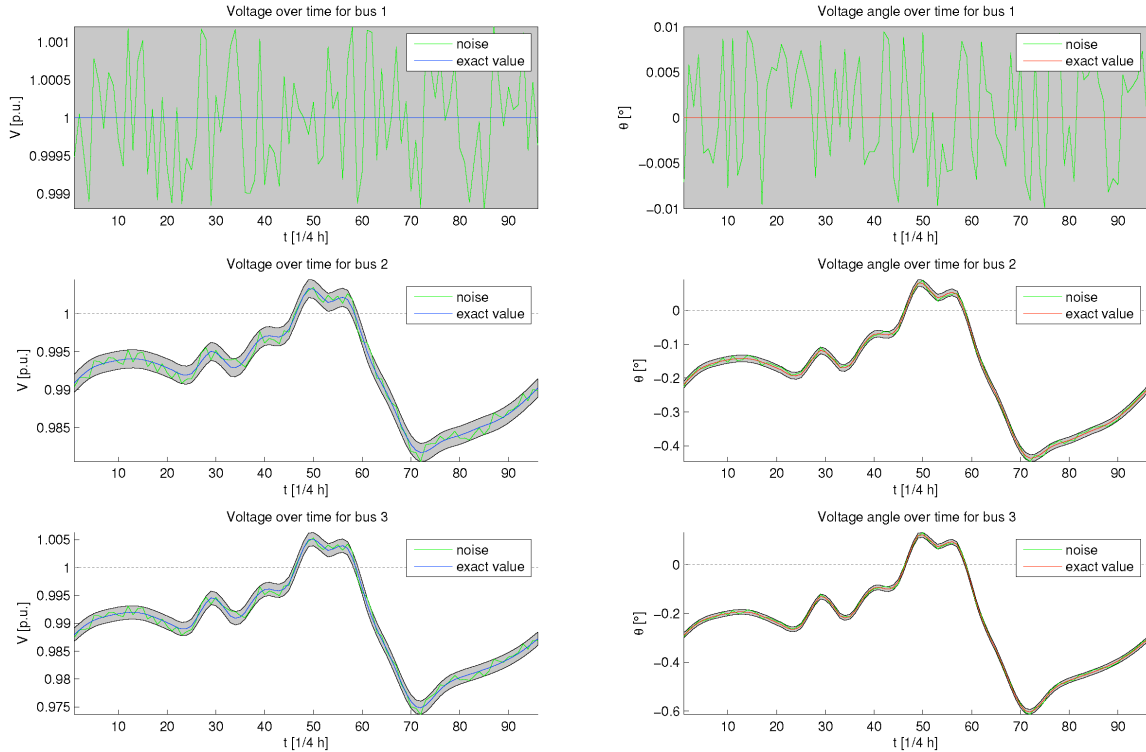 Voltage over time for bus 1
1.001
1.0005
1
0.9995
0.999
V [p.u.]
noise
exact value
10 20 30 40 50 60 70 80 90
t [1/4 h]
Voltage angle over time for bus 1
0.01
0.005
0
−0.005
−0.01
θ [°]
noise
exact value
10 20 30 40 50 60 70 80 90
t [1/4 h]
Voltage over time for bus 2
1
0.995
0.99
0.985
V [p.u.]
noise
exact value
10 20 30 40 50 60 70 80 90
t [1/4 h]
Voltage angle over time for bus 2
0
−0.1
−0.2
−0.3
−0.4
θ [°]
noise
exact value
10 20 30 40 50 60 70 80 90
t [1/4 h]
Voltage over time for bus 3
1.005
1
0.995
0.99
0.985
0.98
0.975
V [p.u.]
noise
exact value
10 20 30 40 50 60 70 80 90
t [1/4 h]
Voltage angle over time for bus 3
0
−0.2
−0.4
−0.6
θ [°]
noise
exact value
10 20 30 40 50 60 70 80 90
t [1/4 h]